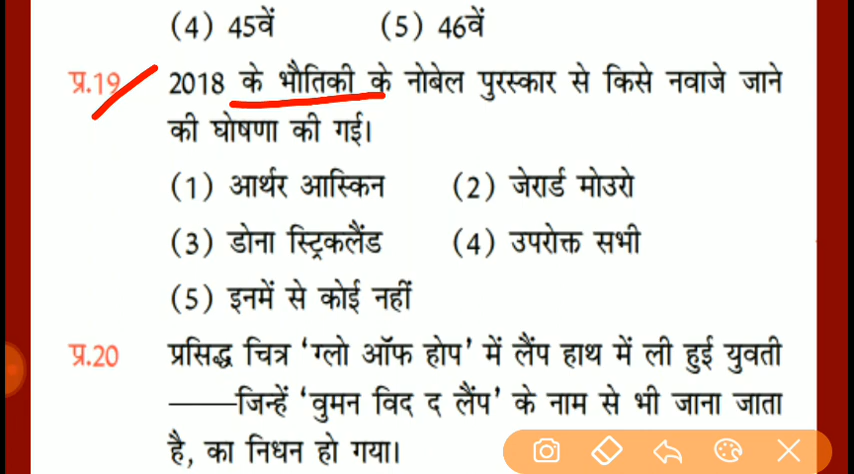 (4) 45वें (5) 46वें
प्र.19 2018 के भौतिकी के नोबेल पुरस्कार से किसे नवाजे जाने
की घोषणा की गई।
(1) आर्थर आस्किन (2) जेरार्ड मोउरो
(3) डोना स्ट्रिकलैंड (4) उपरोक्त सभी
(5) इनमें से कोई नहीं
प्र.20 प्रसिद्ध चित्र ‘ग्लो ऑफ होप’ में लैंप हाथ में ली हुई युवती
——जिन्हें ‘वुमन विद द लैंप’ के नाम से भी जाना जाता
है, का निधन हो गया।